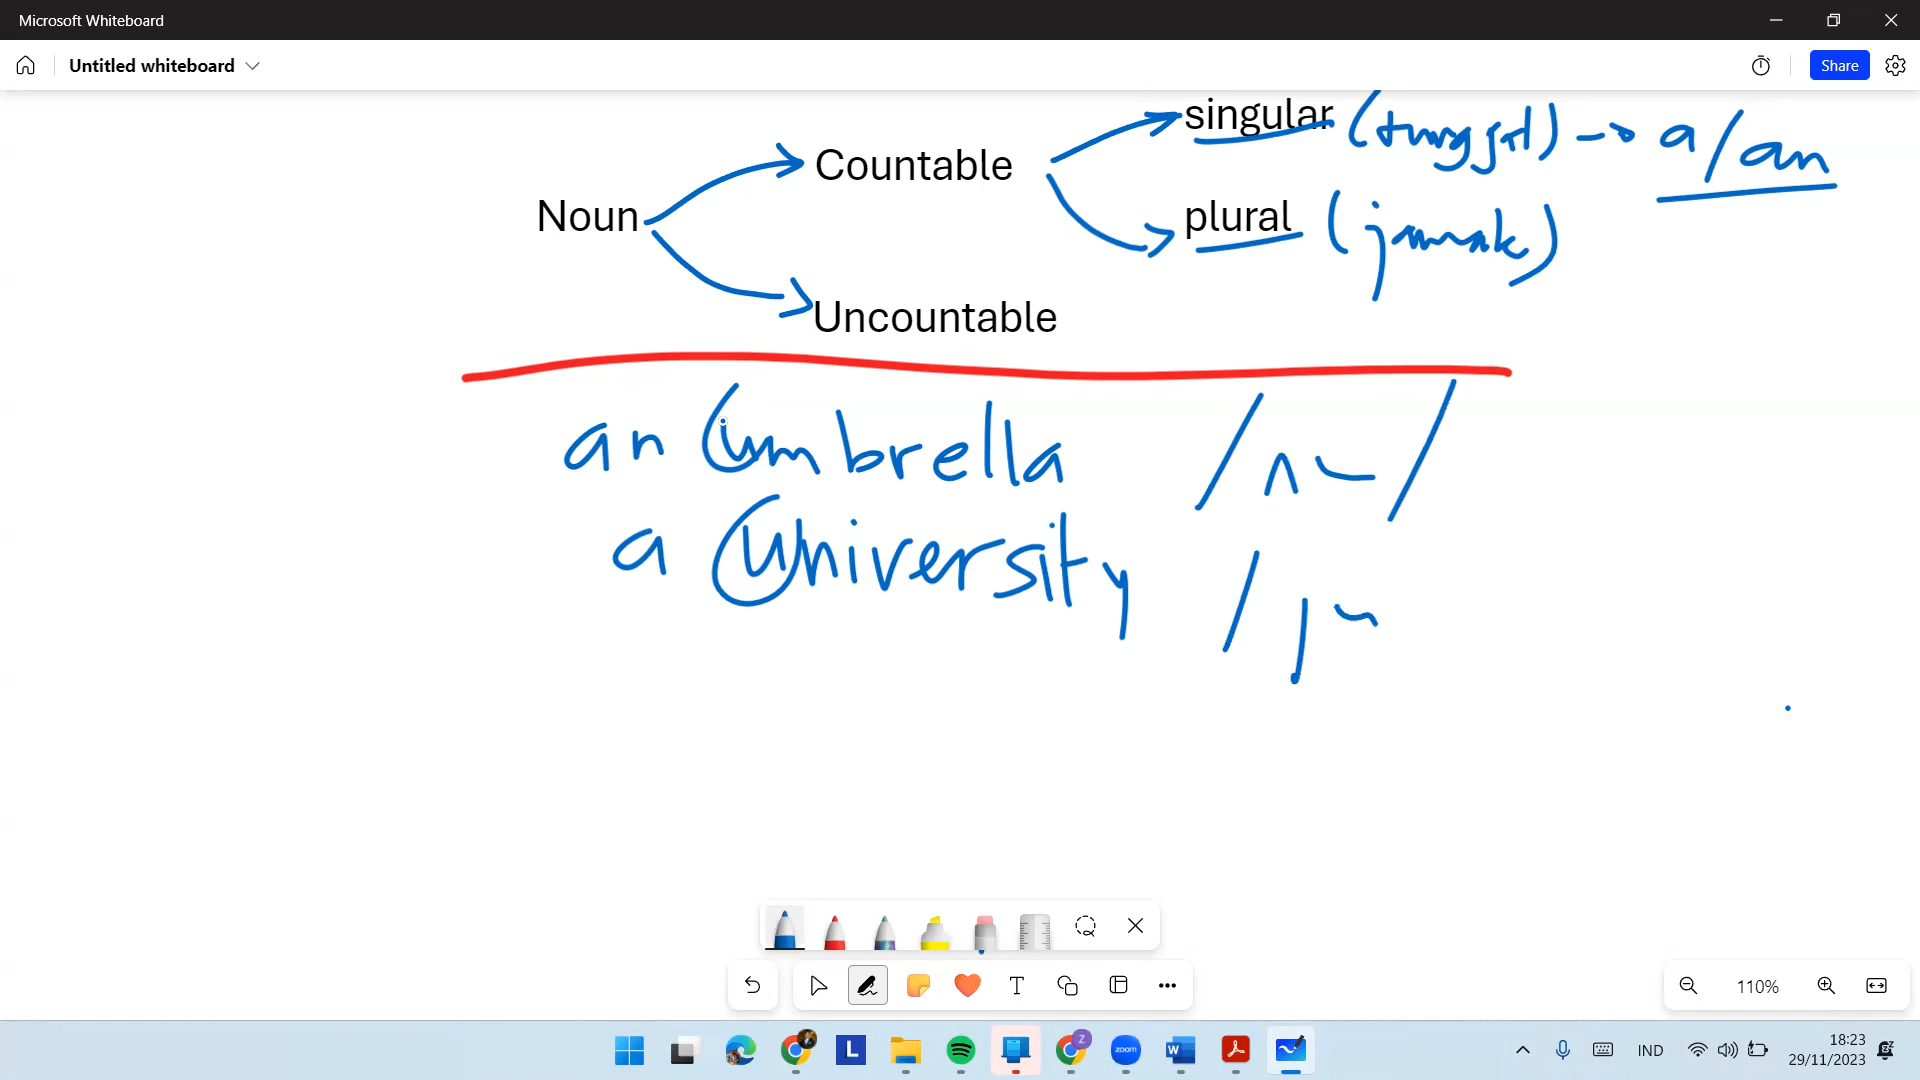 Microsoft Whiteboard
Untitled whiteboard
Share
singular (tunggal) → a/an
Countable
Noun
plural (jamak)
Uncountable
an umbrella /ʌ~/
a University /j~
110%
L
Z
zoom
W
IND
18:23
29/11/2023